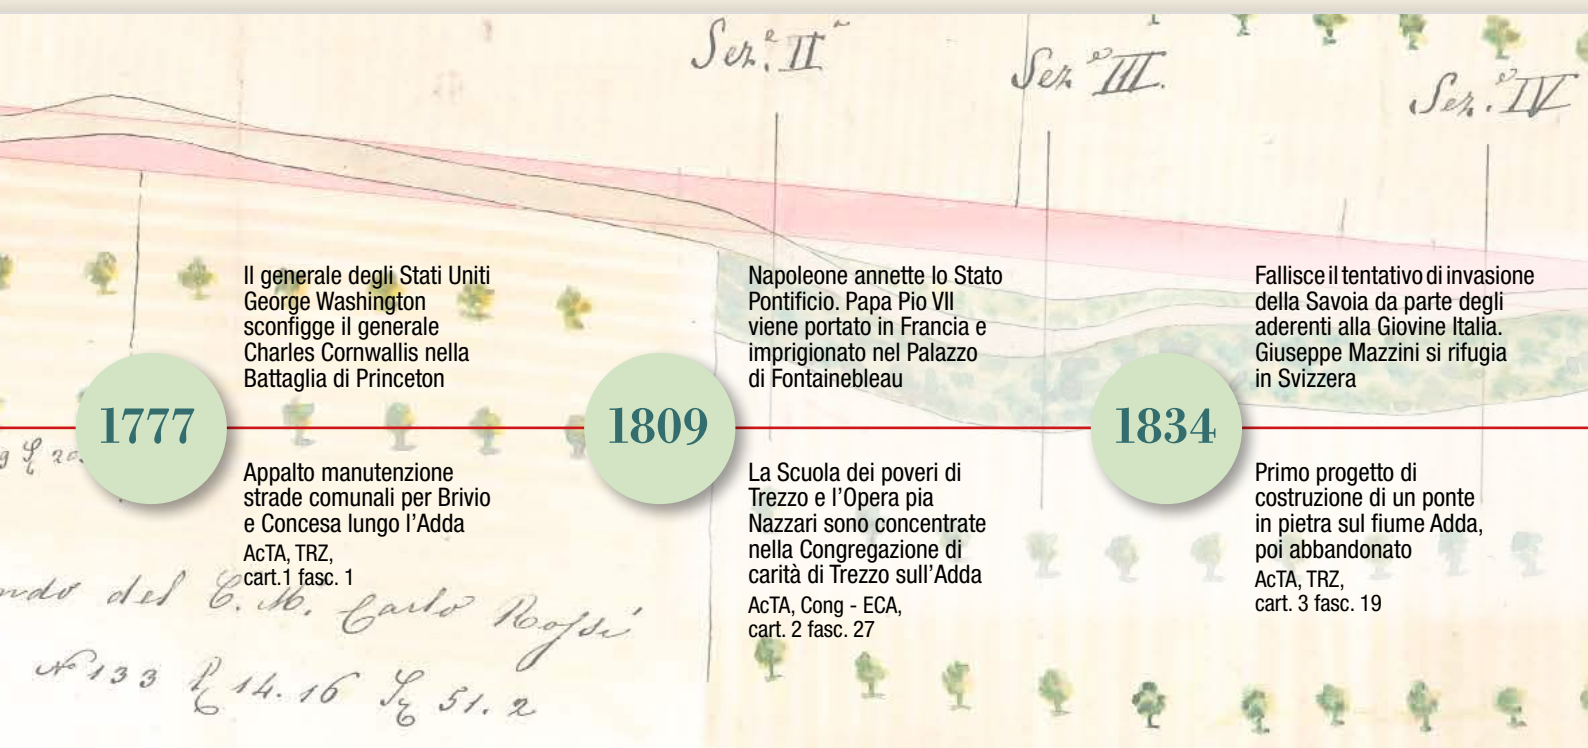 Sez.e II
Sez.e III.
Sez.e IV
Il generale degli Stati Uniti
George Washington
sconfigge il generale
Charles Cornwallis nella
Battaglia di Princeton
1777
Appalto manutenzione
strade comunali per Brivio
e Concesa lungo l’Adda
AcTA, TRZ,
cart.1 fasc. 1
Napoleone annette lo Stato
Pontificio. Papa Pio VII
viene portato in Francia e
imprigionato nel Palazzo
di Fontainebleau
1809
La Scuola dei poveri di
Trezzo e l’Opera pia
Nazzari sono concentrate
nella Congregazione di
carità di Trezzo sull’Adda
AcTA, Cong - ECA,
cart. 2 fasc. 27
Fallisce il tentativo di invasione
della Savoia da parte degli
aderenti alla Giovine Italia.
Giuseppe Mazzini si rifugia
in Svizzera
1834
Primo progetto di
costruzione di un ponte
in pietra sul fiume Adda,
poi abbandonato
AcTA, TRZ,
cart. 3 fasc. 19
del C. M. Carlo Rossi
N° 133 14.16 51.2